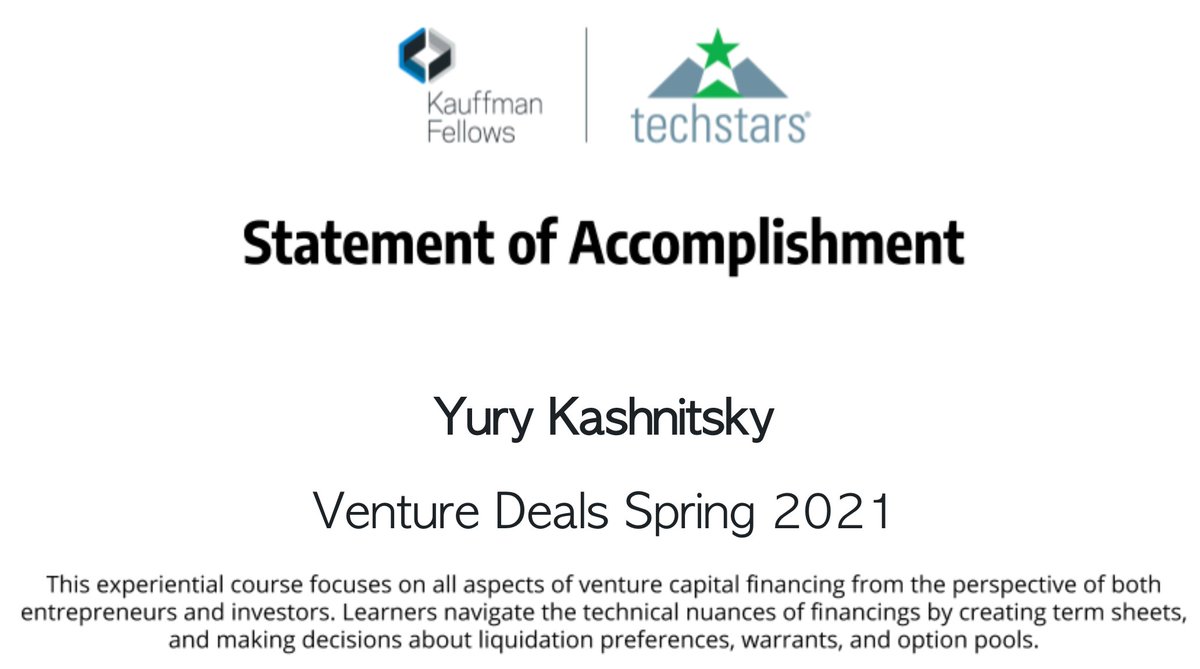 Kauffman
Fellows
techstars®
Statement of Accomplishment
Yury Kashnitsky
Venture Deals Spring 2021
This experiential course focuses on all aspects of venture capital financing from the perspective of both
entrepreneurs and investors. Learners navigate the technical nuances of financings by creating term sheets,
and making decisions about liquidation preferences, warrants, and option pools.